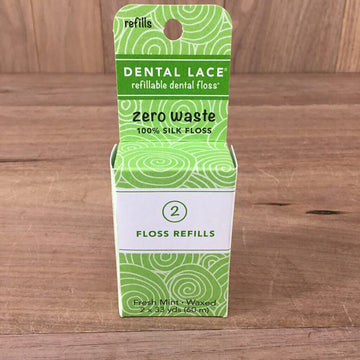 refills
DENTAL LACE®
refillable dental floss*
zero waste
100% SILK FLOSS
2
FLOSS REFILLS
Fresh Mint • Waxed
2 x 33 yds (60 m)